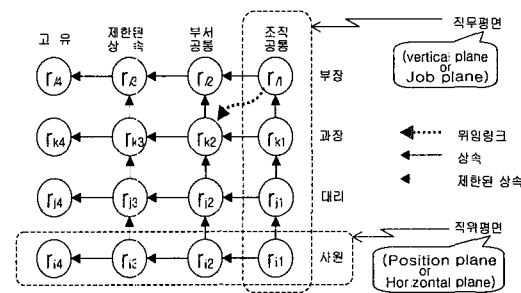 고 유
제한된
상 속
부서
공통
조직
공통
직무평면
(vertical plane
or
Job plane)
r_l4
r_l3
r_l2
r_l1
부장
r_k4
r_k3
r_k2
r_k1
과장
위임링크
상속
제한된 상속
r_j4
r_j3
r_j2
r_j1
대리
r_i4
r_i3
r_i2
r_i1
사원
직위평면
(Position plane
or
Horizontal plane)